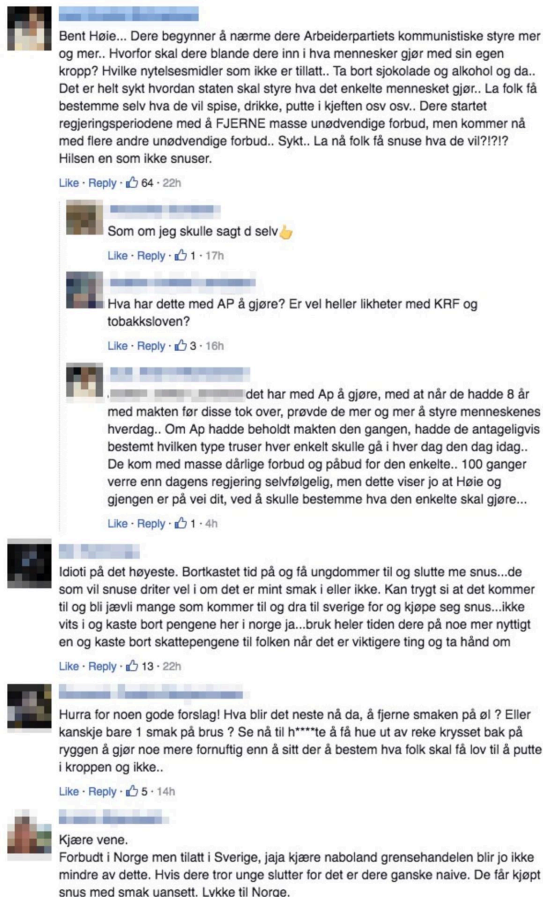 Bent Høie... Dere begynner å nærme dere Arbeiderpartiets kommunistiske styre mer
og mer.. Hvorfor skal dere blande dere inn i hva mennesker gjør med sin egen
kropp? Hvilke nytelsesmidler som ikke er tillatt.. Ta bort sjokolade og alkohol og da..
Det er helt sykt hvordan staten skal styre hva det enkelte mennesket gjør.. La folk få
bestemme selv hva de vil spise, drikke, putte i kjeften osv osv.. Dere startet
regjeringsperiodene med å FJERNE masse unødvendige forbud, men kommer nå
med flere andre unødvendige forbud.. Sykt.. La nå folk få snuse hva de vil?!?!?
Hilsen en som ikke snuser.
Like · Reply · 64 · 22h
Som om jeg skulle sagt d selv👍
Like · Reply · 1 · 17h
Hva har dette med AP å gjøre? Er vel heller likheter med KRF og
tobakksloven?
Like · Reply · 3 · 16h
det har med Ap å gjøre, med at når de hadde 8 år
med makten før disse tok over, prøvde de mer og mer å styre menneskenes
hverdag.. Om Ap hadde beholdt makten den gangen, hadde de antageligvis
bestemt hvilken type truser hver enkelt skulle gå i hver dag den dag idag..
De kom med masse dårlige forbud og påbud for den enkelte.. 100 ganger
verre enn dagens regjering selvfølgelig, men dette viser jo at Høie og
gjengen er på vei dit, ved å skulle bestemme hva den enkelte skal gjøre...
Like · Reply · 1 · 4h
Idioti på det høyeste. Bortkastet tid på og få ungdommer til og slutte me snus...de
som vil snuse driter vel i om det er mint smak i eller ikke. Kan trygt si at det kommer
til og bli jævli mange som kommer til og dra til sverige for og kjøpe seg snus...ikke
vits i og kaste bort pengene her i norge ja...bruk heler tiden dere på noe mer nyttigt
en og kaste bort skattepengene til folken når det er viktigere ting og ta hånd om
Like · Reply · 13 · 22h
Hurra for noen gode forslag! Hva blir det neste nå da, å fjerne smaken på øl ? Eller
kanskje bare 1 smak på brus ? Se nå til h****te å få hue ut av reke krysset bak på
ryggen å gjør noe mere fornuftig enn å sitt der å bestem hva folk skal få lov til å putte
i kroppen og ikke..
Like · Reply · 5 · 14h
Kjære vene.
Forbudt i Norge men tilatt i Sverige, jaja kjære naboland grensehandelen blir jo ikke
mindre av dette. Hvis dere tror unge slutter for det er dere ganske naive. De får kjøpt
snus med smak uansett. Lykke til Norge.